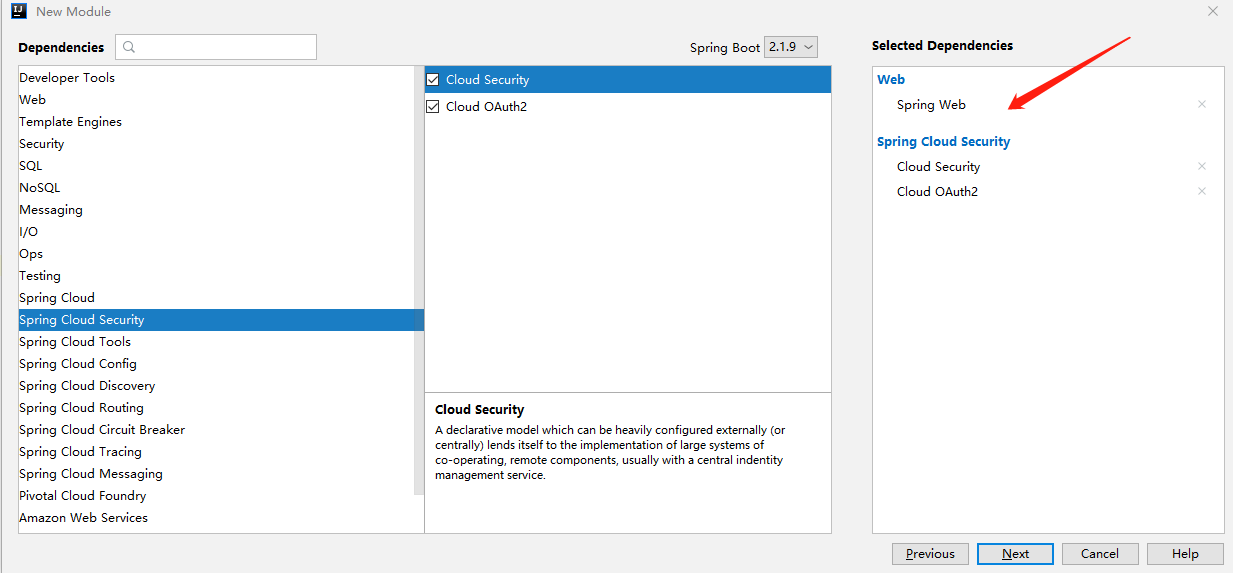 New Module
Dependencies
Spring Boot 2.1.9
Selected Dependencies
Developer Tools
Web
Template Engines
Security
SQL
NoSQL
Messaging
I/O
Ops
Testing
Spring Cloud
Spring Cloud Security
Spring Cloud Tools
Spring Cloud Config
Spring Cloud Discovery
Spring Cloud Routing
Spring Cloud Circuit Breaker
Spring Cloud Tracing
Spring Cloud Messaging
Pivotal Cloud Foundry
Amazon Web Services
Cloud Security
Cloud OAuth2
Cloud Security
A declarative model which can be heavily configured externally (or
centrally) lends itself to the implementation of large systems of
co-operating, remote components, usually with a central indentity
management service.
Web
Spring Web
Spring Cloud Security
Cloud Security
Cloud OAuth2
Previous
Next
Cancel
Help